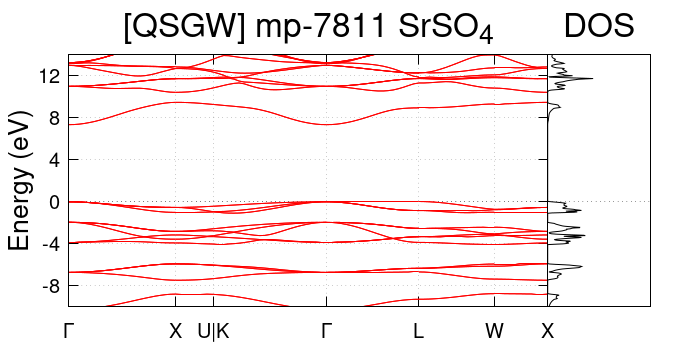 [QSGW] mp-7811 SrSO4 DOS
Energy (eV)
12
8
4
0
-4
-8
Γ X U|K Γ L W X